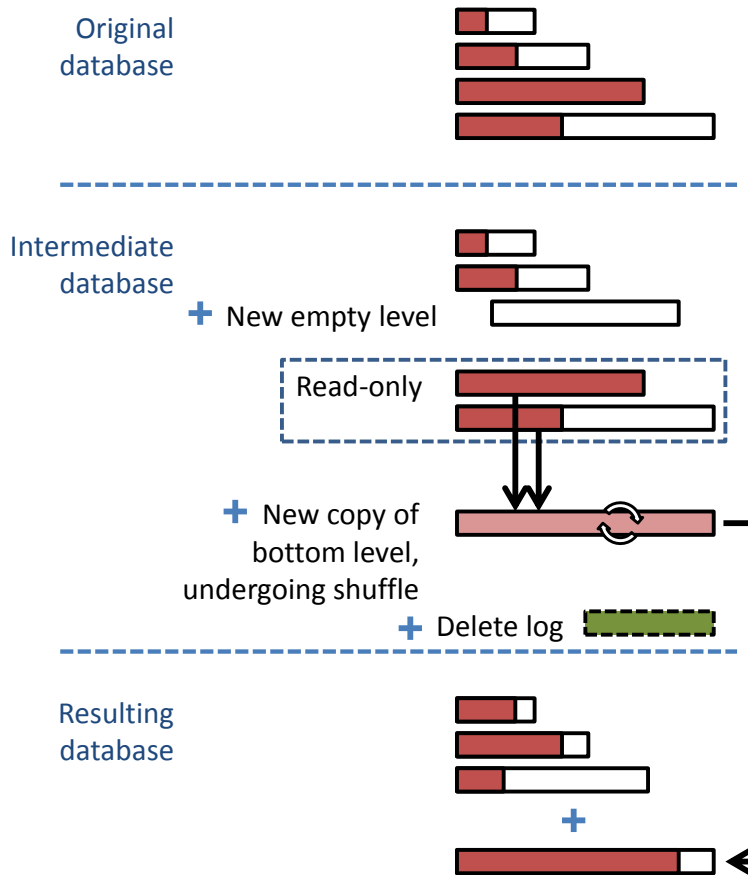 Original
database
Intermediate
database
+ New empty level
Read-only
+ New copy of
bottom level,
undergoing shuffle
+ Delete log
Resulting
database
+